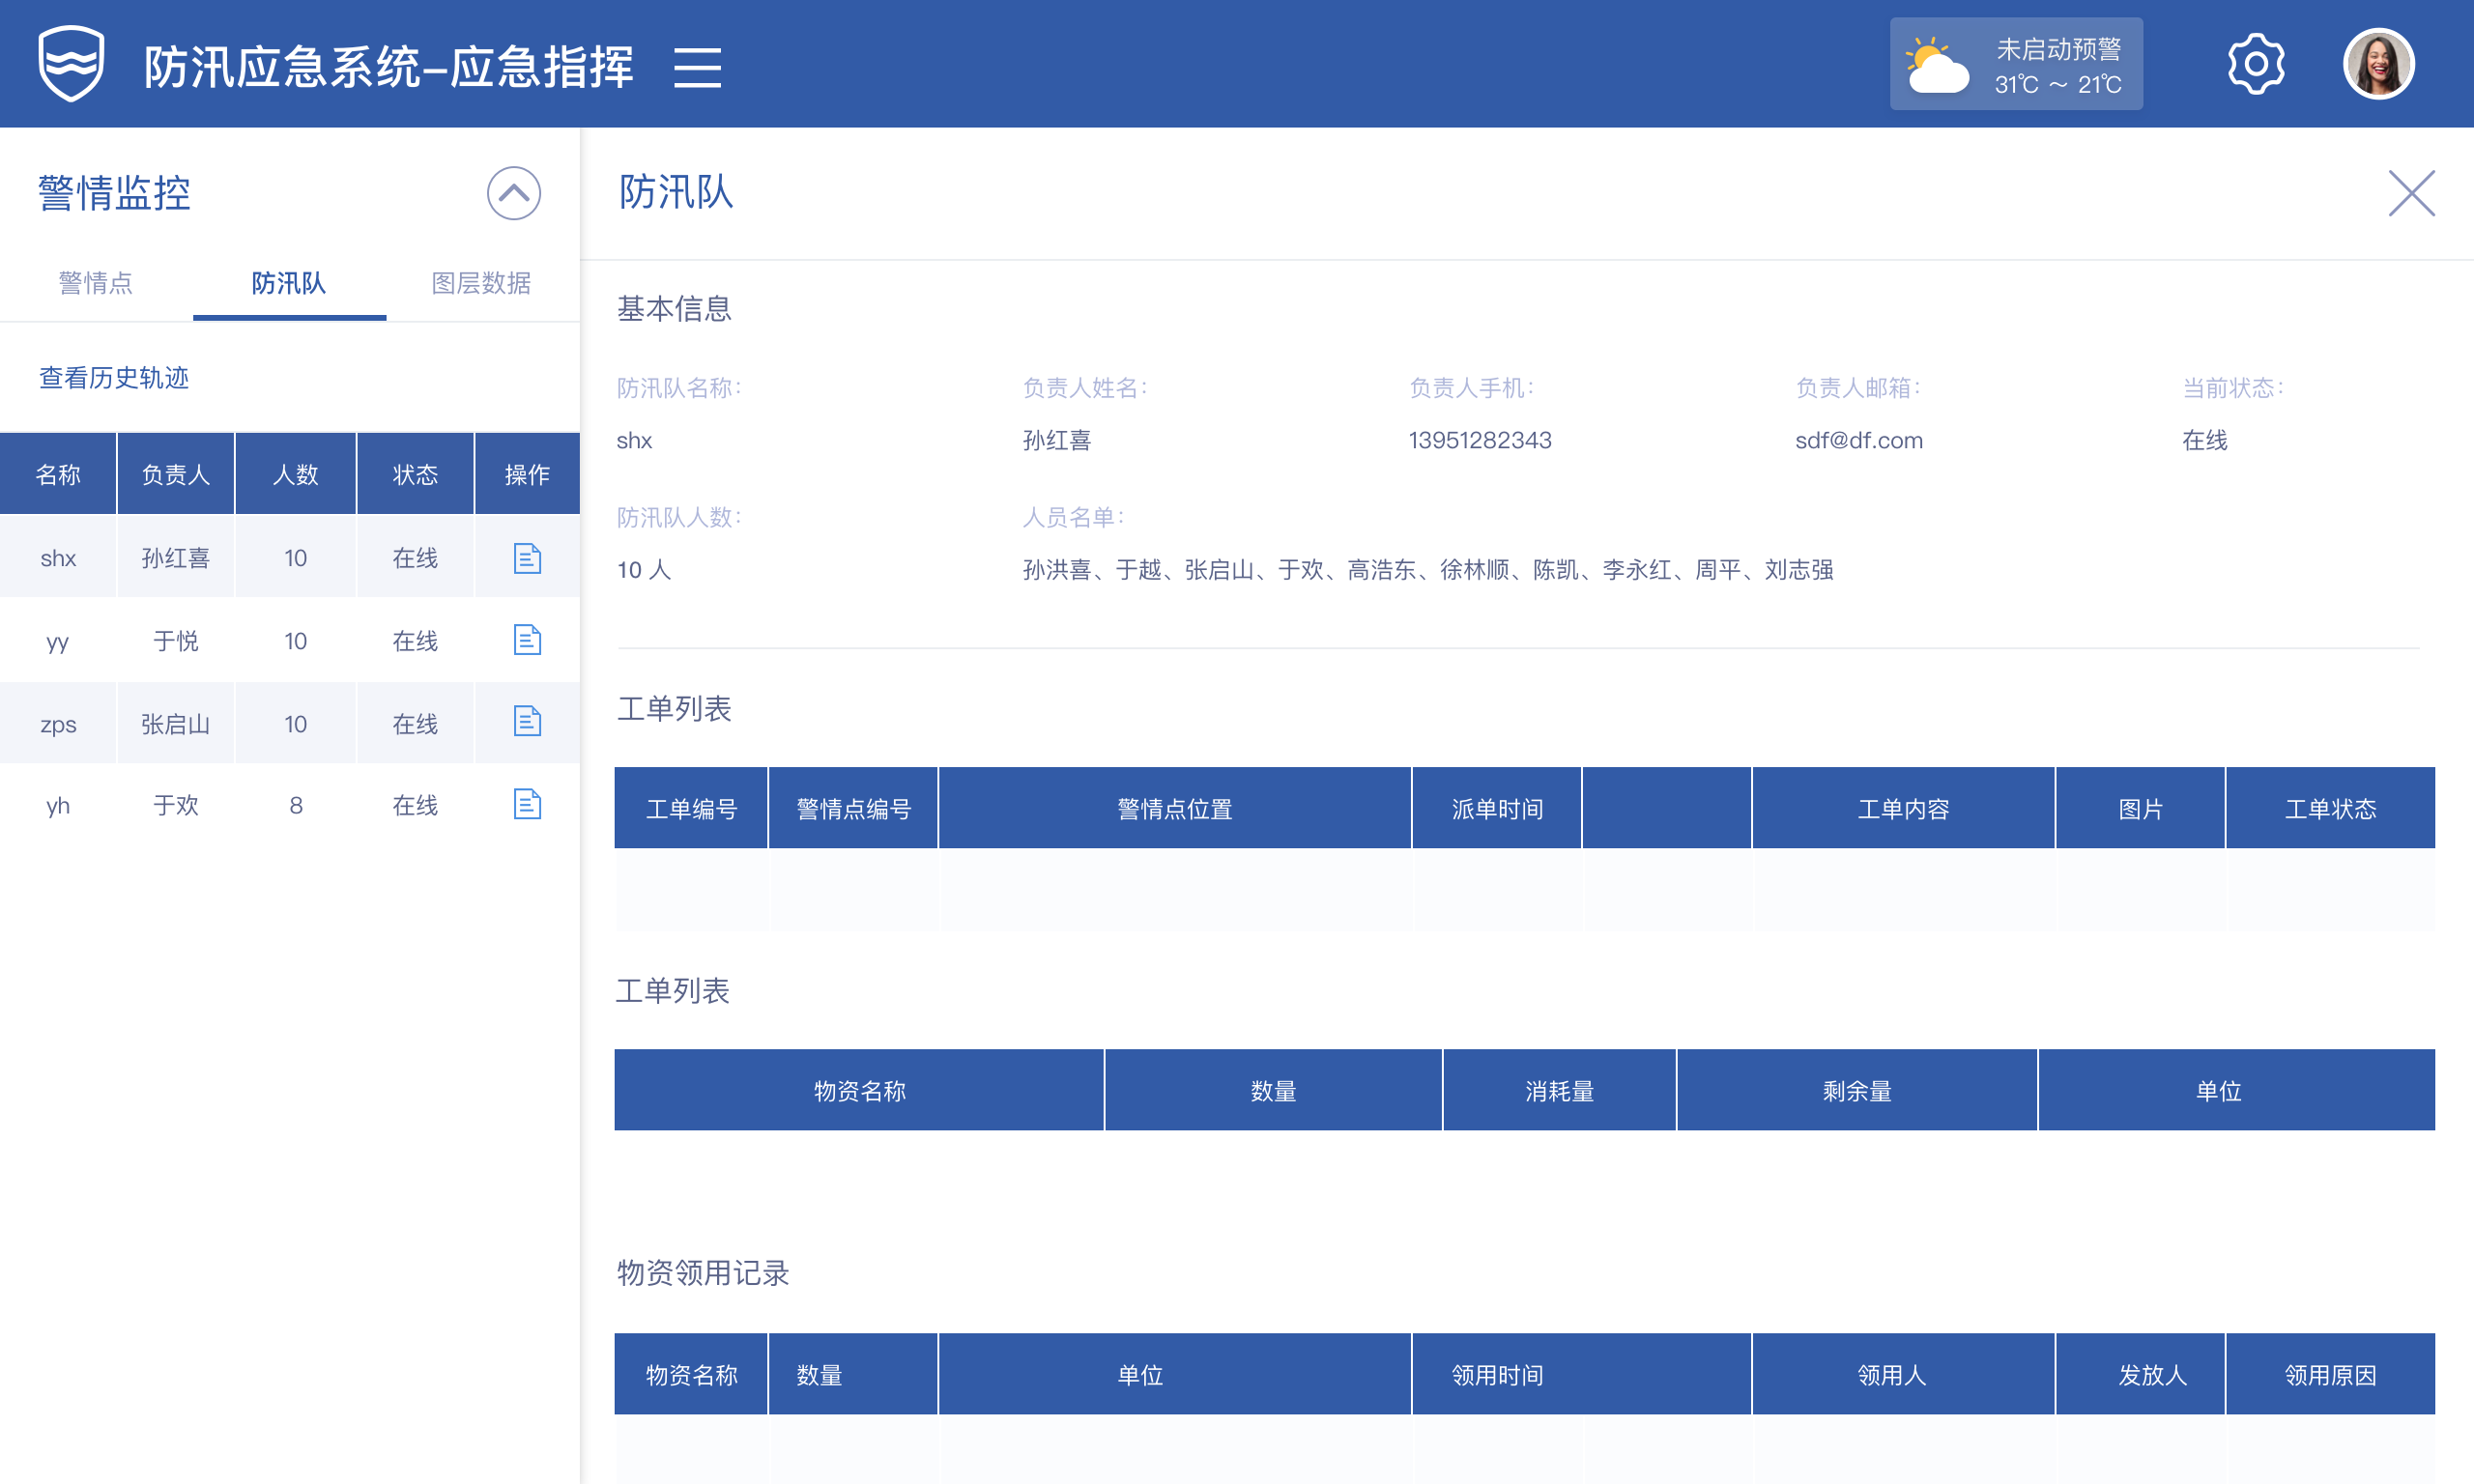 防汛应急系统-应急指挥
未启动预警
31℃ ~ 21℃
警情监控
警情点 防汛队 图层数据
查看历史轨迹
名称 负责人 人数 状态 操作
shx 孙红喜 10 在线
yy 于悦 10 在线
zps 张启山 10 在线
yh 于欢 8 在线
防汛队
基本信息
防汛队名称: 负责人姓名: 负责人手机: 负责人邮箱: 当前状态:
shx 孙红喜 13951282343 sdf@df.com 在线
防汛队人数: 人员名单:
10 人 孙洪喜、于越、张启山、于欢、高浩东、徐林顺、陈凯、李永红、周平、刘志强
工单列表
工单编号 警情点编号 警情点位置 派单时间 工单内容 图片 工单状态
工单列表
物资名称 数量 消耗量 剩余量 单位
物资领用记录
物资名称 数量 单位 领用时间 领用人 发放人 领用原因